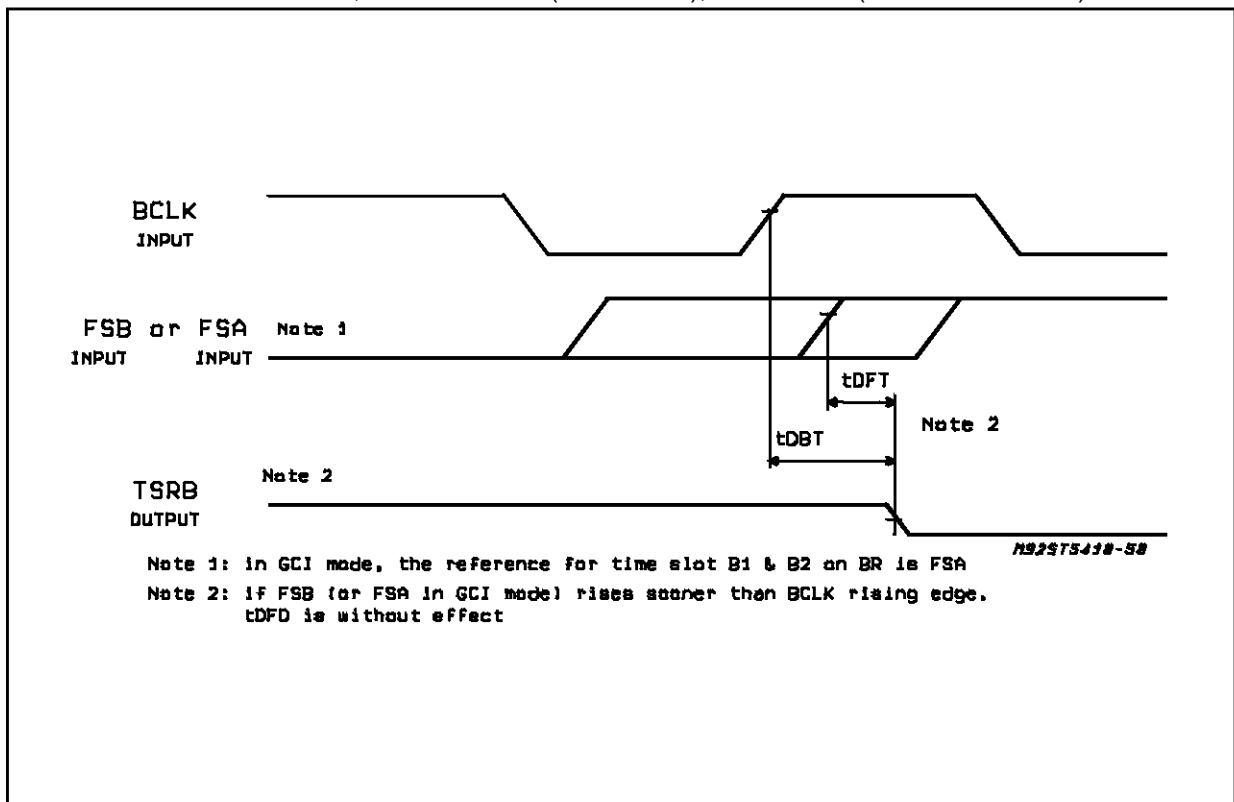 BCLK
INPUT
FSB or FSA Note 1
INPUT INPUT
tDFT
Note 2
tDBT
Note 2
TSRB
OUTPUT
M92ST5410-50
Note 1: in GCI mode, the reference for time slot B1 & B2 on BR is FSA
Note 2: if FSB (or FSA in GCI mode) rises sooner than BCLK rising edge.
tDFD is without effect